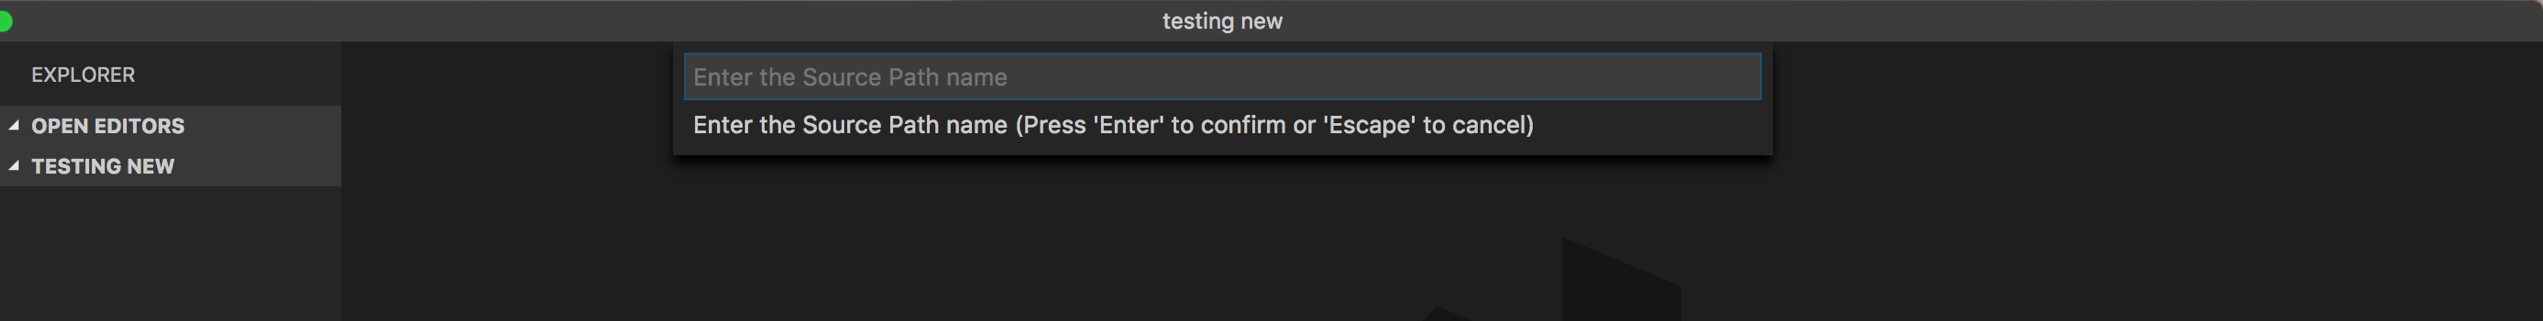 testing new
EXPLORER
OPEN EDITORS
TESTING NEW
Enter the Source Path name
Enter the Source Path name (Press 'Enter' to confirm or 'Escape' to cancel)